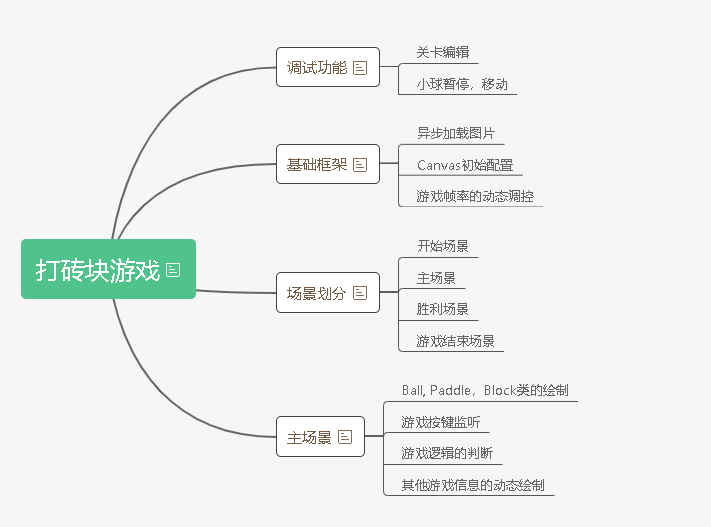 打砖块游戏
调试功能
关卡编辑
小球暂停，移动
基础框架
异步加载图片
Canvas初始配置
游戏帧率的动态调控
场景划分
开始场景
主场景
胜利场景
游戏结束场景
主场景
Ball, Paddle，Block类的绘制
游戏按键监听
游戏逻辑的判断
其他游戏信息的动态绘制